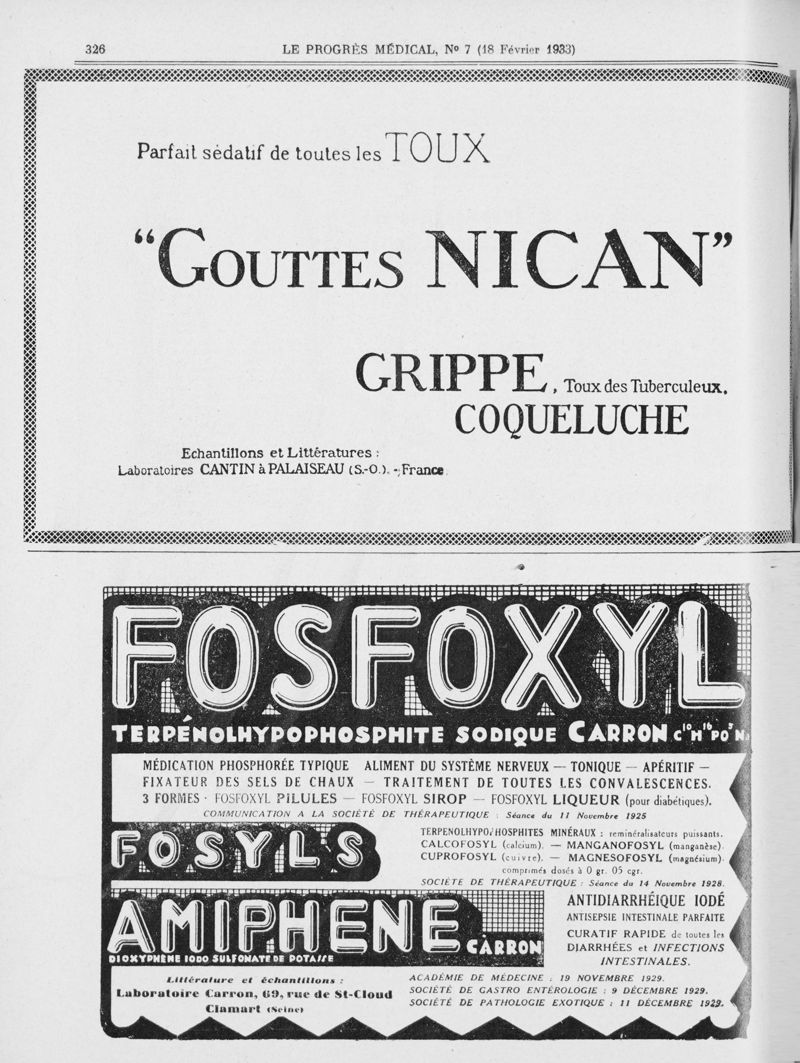 326
LE PROGRÈS MÉDICAL, No 7 (18 Février 1933)
Parfait sédatif de toutes les TOUX
“GOUTTES NICAN”
GRIPPE, Toux des Tuberculeux,
COQUELUCHE
Echantillons et Littératures :
Laboratoires CANTIN à PALAISEAU (S.-O.). - France
FOSFOXYL
TERPÉNOLHYPOPHOSPHITE SODIQUE CARRON C¹⁰H¹⁶PO³Na
MÉDICATION PHOSPHORÉE TYPIQUE ALIMENT DU SYSTÈME NERVEUX — TONIQUE — APÉRITIF —
FIXATEUR DES SELS DE CHAUX — TRAITEMENT DE TOUTES LES CONVALESCENCES.
3 FORMES · FOSFOXYL PILULES — FOSFOXYL SIROP — FOSFOXYL LIQUEUR (pour diabétiques).
COMMUNICATION A LA SOCIÉTÉ DE THÉRAPEUTIQUE : Séance du 11 Novembre 1925
FOSYLS
TERPENOLHYPO/HOSPHITES MINÉRAUX : reminéralisateurs puissants.
CALCOFOSYL (calcium). — MANGANOFOSYL (manganèse).
CUPROFOSYL (cuivre). — MAGNESOFOSYL (magnésium).
comprimés dosés à 0 gr. 05 cgr.
SOCIÉTÉ DE THÉRAPEUTIQUE : Séance du 14 Novembre 1928.
AMIPHENE CARRON
DIOXYPHÈNE IODO SULFONATE DE POTASSE
ANTIDIARRHÉIQUE IODÉ
ANTISEPSIE INTESTINALE PARFAITE
CURATIF RAPIDE de toutes les
DJARRHÉES et INFECTIONS
INTESTINALES.
Littérature et échantillons :
Laboratoire Carron, 69, rue de St-Cloud
Clamart (Seine)
ACADÉMIE DE MÉDECINE : 19 NOVEMBRE 1929.
SOCIÉTÉ DE GASTRO ENTÉROLOGIE : 9 DÉCEMBRE 1929.
SOCIÉTÉ DE PATHOLOGIE EXOTIQUE : 11 DÉCEMBRE 1929.